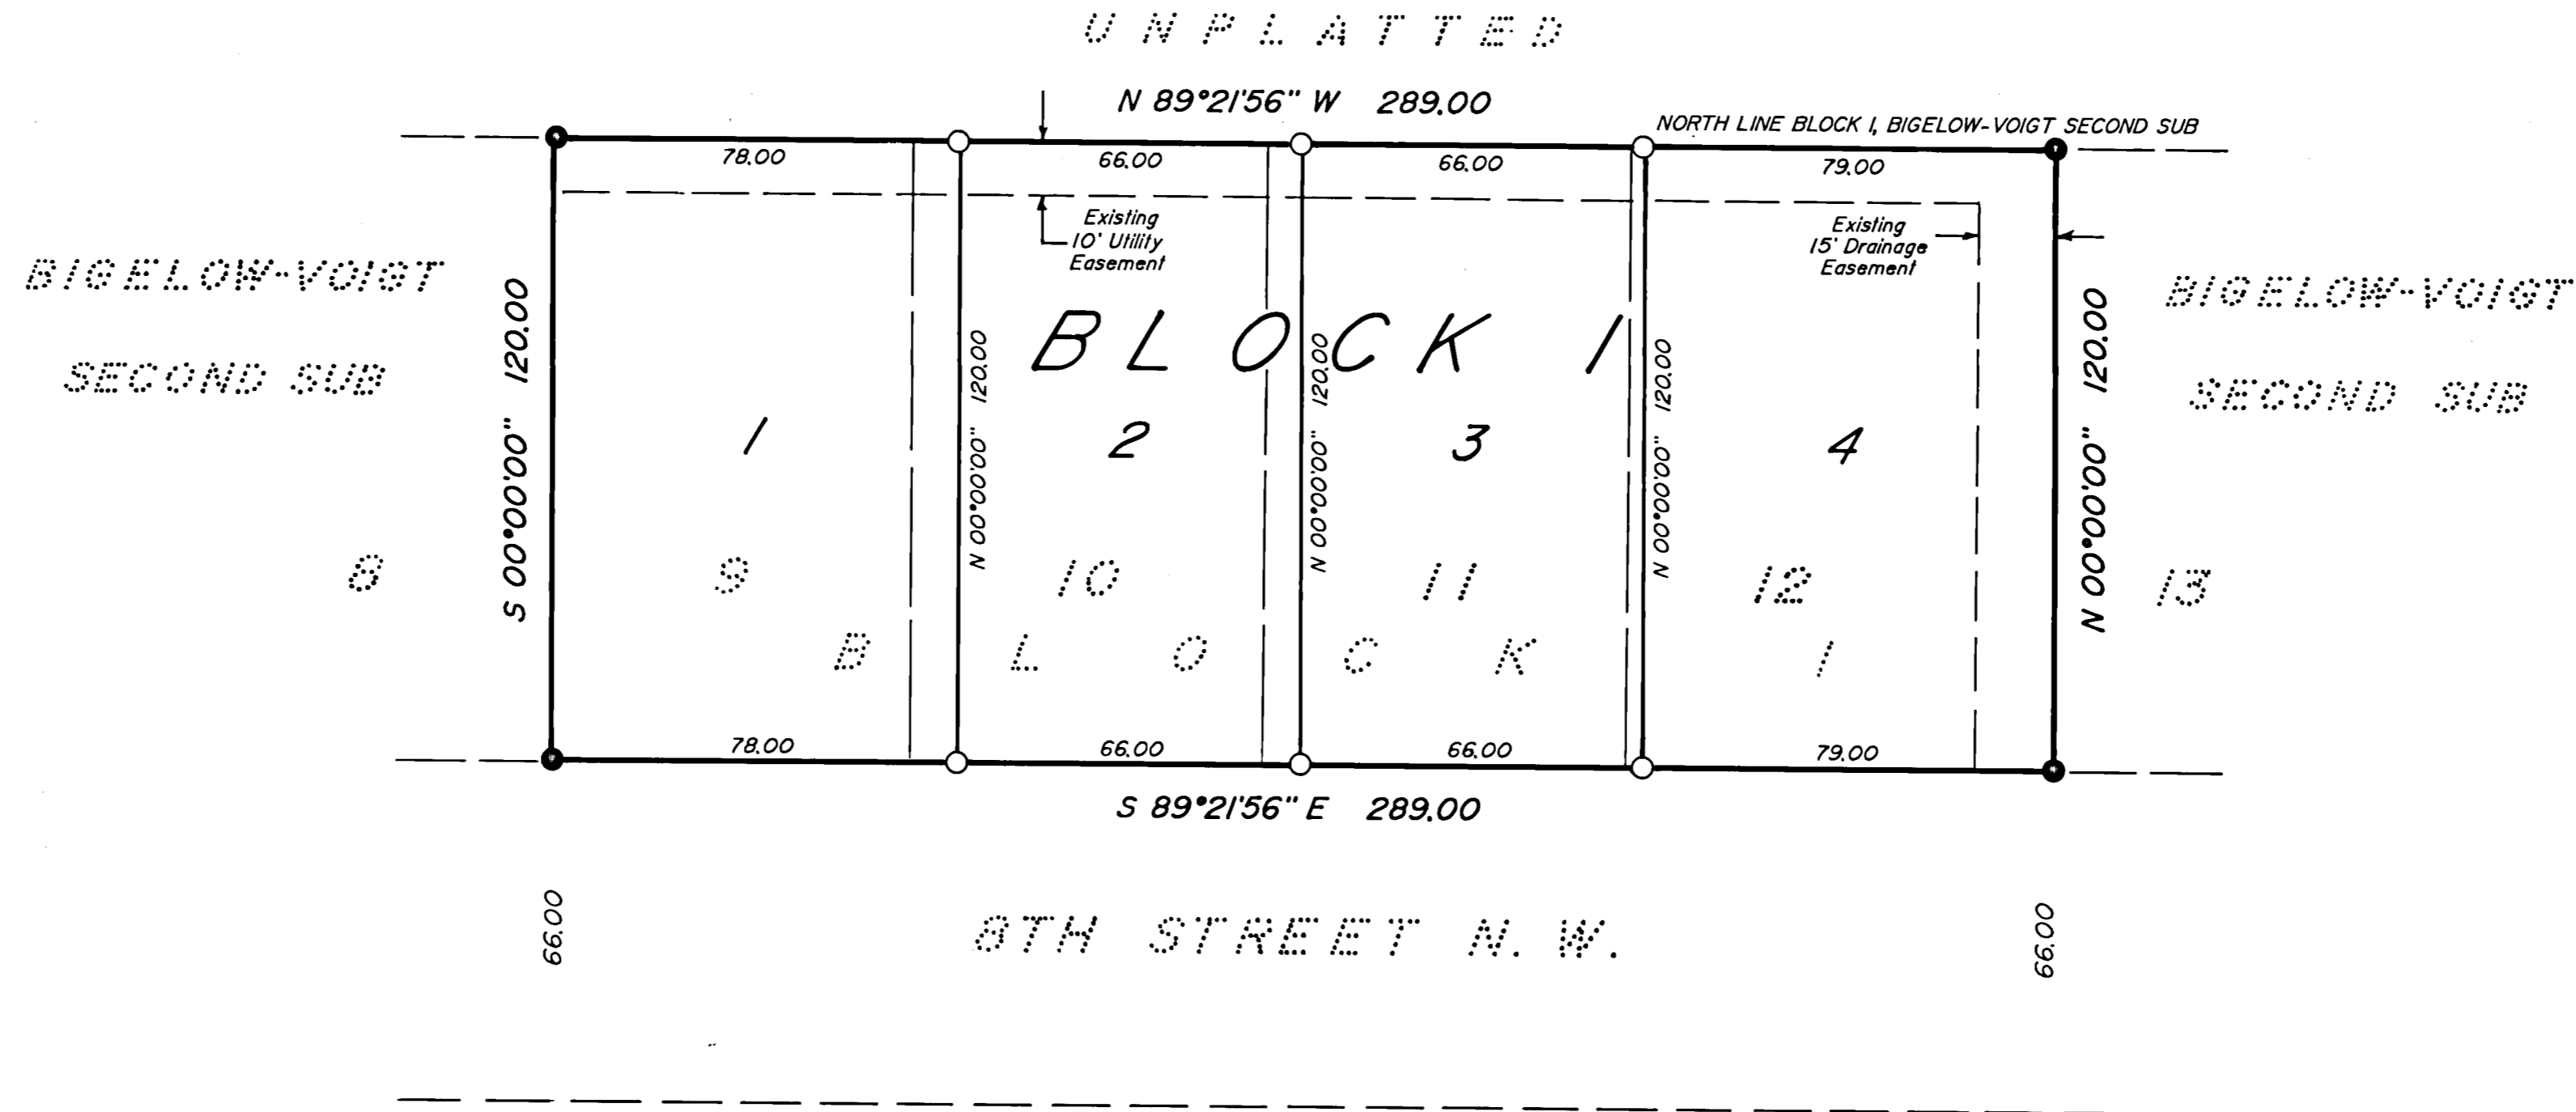 UNPLATTED
N 89°21'56" W 289.00
NORTH LINE BLOCK 1, BIGELOW-VOIGT SECOND SUB
78.00
66.00
66.00
79.00
Existing
10' Utility
Easement
Existing
15' Drainage
Easement
BIGELOW-VOIGT
SECOND SUB
BIGELOW-VOIGT
SECOND SUB
S 00°00'00" 120.00
N 00°00'00" 120.00
N 00°00'00" 120.00
N 00°00'00" 120.00
N 00°00'00" 120.00
BLOCK 1
1
2
3
4
8
9
10
11
12
13
BLOCK 1
78.00
66.00
66.00
79.00
S 89°21'56" E 289.00
66.00
8TH STREET N.W.
66.00